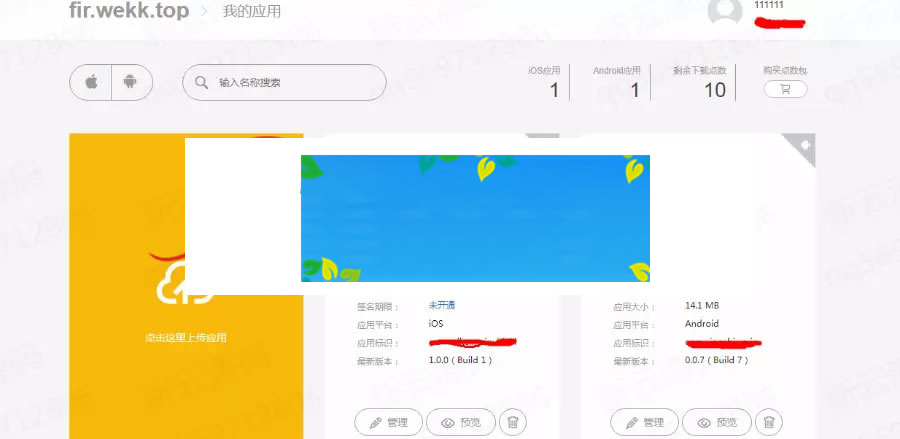 111111
fir.wekk.top > 我的应用
输入名称搜索
iOS应用
1
Android应用
1
剩余下载点数
10
购买点数包
点击这里上传应用
签名期限： 未开通
应用平台： iOS
应用标识：
最新版本： 1.0.0 ( Build 1 )
管理 预览
应用大小： 14.1 MB
应用平台： Android
应用标识：
最新版本： 0.0.7 ( Build 7 )
管理 预览